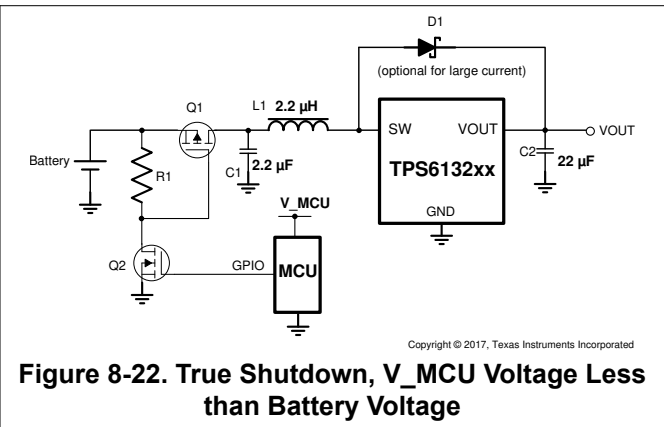 D1
(optional for large current)
Q1
L1 2.2 µH
SW VOUT
VOUT
Battery
R1
C1
2.2 µF
TPS6132xx
C2
22 µF
V_MCU
GND
Q2
GPIO
MCU
Copyright © 2017, Texas Instruments Incorporated
Figure 8-22. True Shutdown, V_MCU Voltage Less
than Battery Voltage